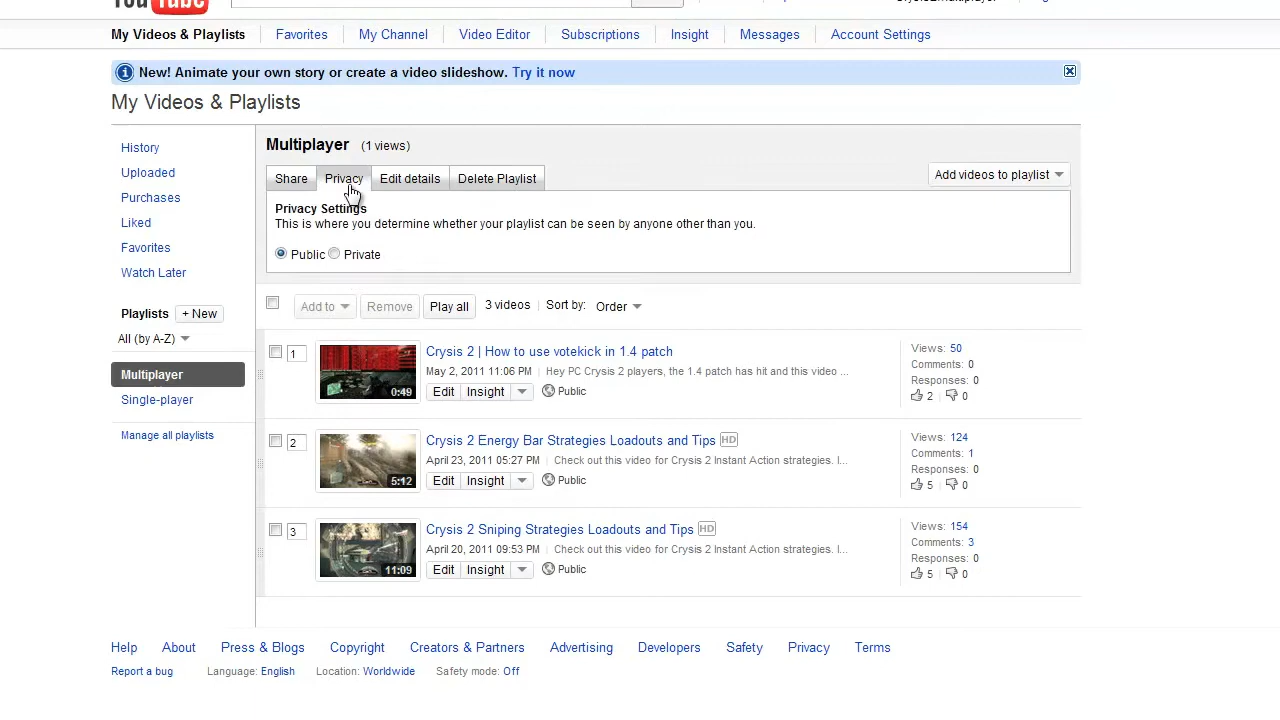 YouTube
My Videos & Playlists Favorites My Channel Video Editor Subscriptions Insight Messages Account Settings
New! Animate your own story or create a video slideshow. Try it now
My Videos & Playlists
History
Uploaded
Purchases
Liked
Favorites
Watch Later
Playlists + New
All (by A-Z)
Multiplayer
Single-player
Manage all playlists
Multiplayer (1 views)
Share Privacy Edit details Delete Playlist Add videos to playlist
Privacy Settings
This is where you determine whether your playlist can be seen by anyone other than you.
Public Private
Add to Remove Play all 3 videos Sort by: Order
1 Crysis 2 | How to use votekick in 1.4 patch
May 2, 2011 11:06 PM Hey PC Crysis 2 players, the 1.4 patch has hit and this video ...
0:49 Edit Insight Public
Views: 50
Comments: 0
Responses: 0
2 0
2 Crysis 2 Energy Bar Strategies Loadouts and Tips HD
April 23, 2011 05:27 PM Check out this video for Crysis 2 Instant Action strategies. I...
5:12 Edit Insight Public
Views: 124
Comments: 1
Responses: 0
5 0
3 Crysis 2 Sniping Strategies Loadouts and Tips HD
April 20, 2011 09:53 PM Check out this video for Crysis 2 Instant Action strategies. I...
11:09 Edit Insight Public
Views: 154
Comments: 3
Responses: 0
5 0
Help About Press & Blogs Copyright Creators & Partners Advertising Developers Safety Privacy Terms
Report a bug Language: English Location: Worldwide Safety mode: Off